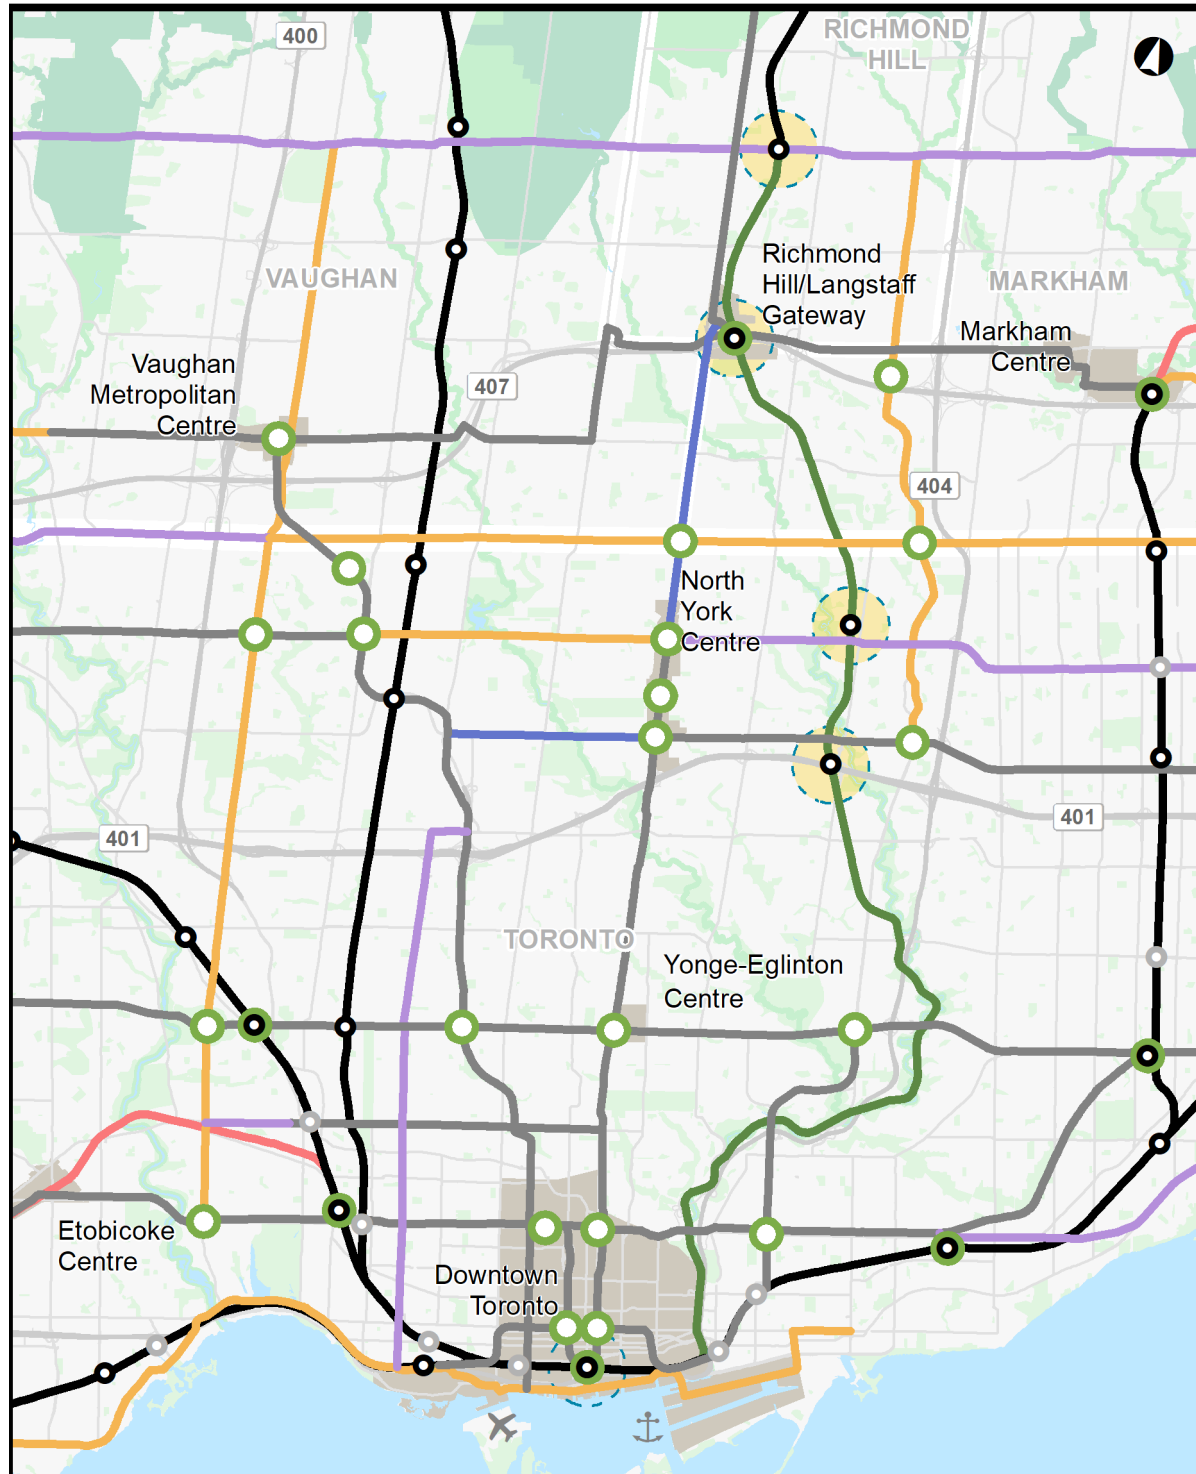 400
RICHMOND
HILL
Richmond
Hill/Langstaff
Gateway
VAUGHAN
MARKHAM
Markham
Centre
Vaughan
Metropolitan
Centre
407
404
North
York
Centre
401
401
TORONTO
Yonge-Eglinton
Centre
Etobicoke
Centre
Downtown
Toronto